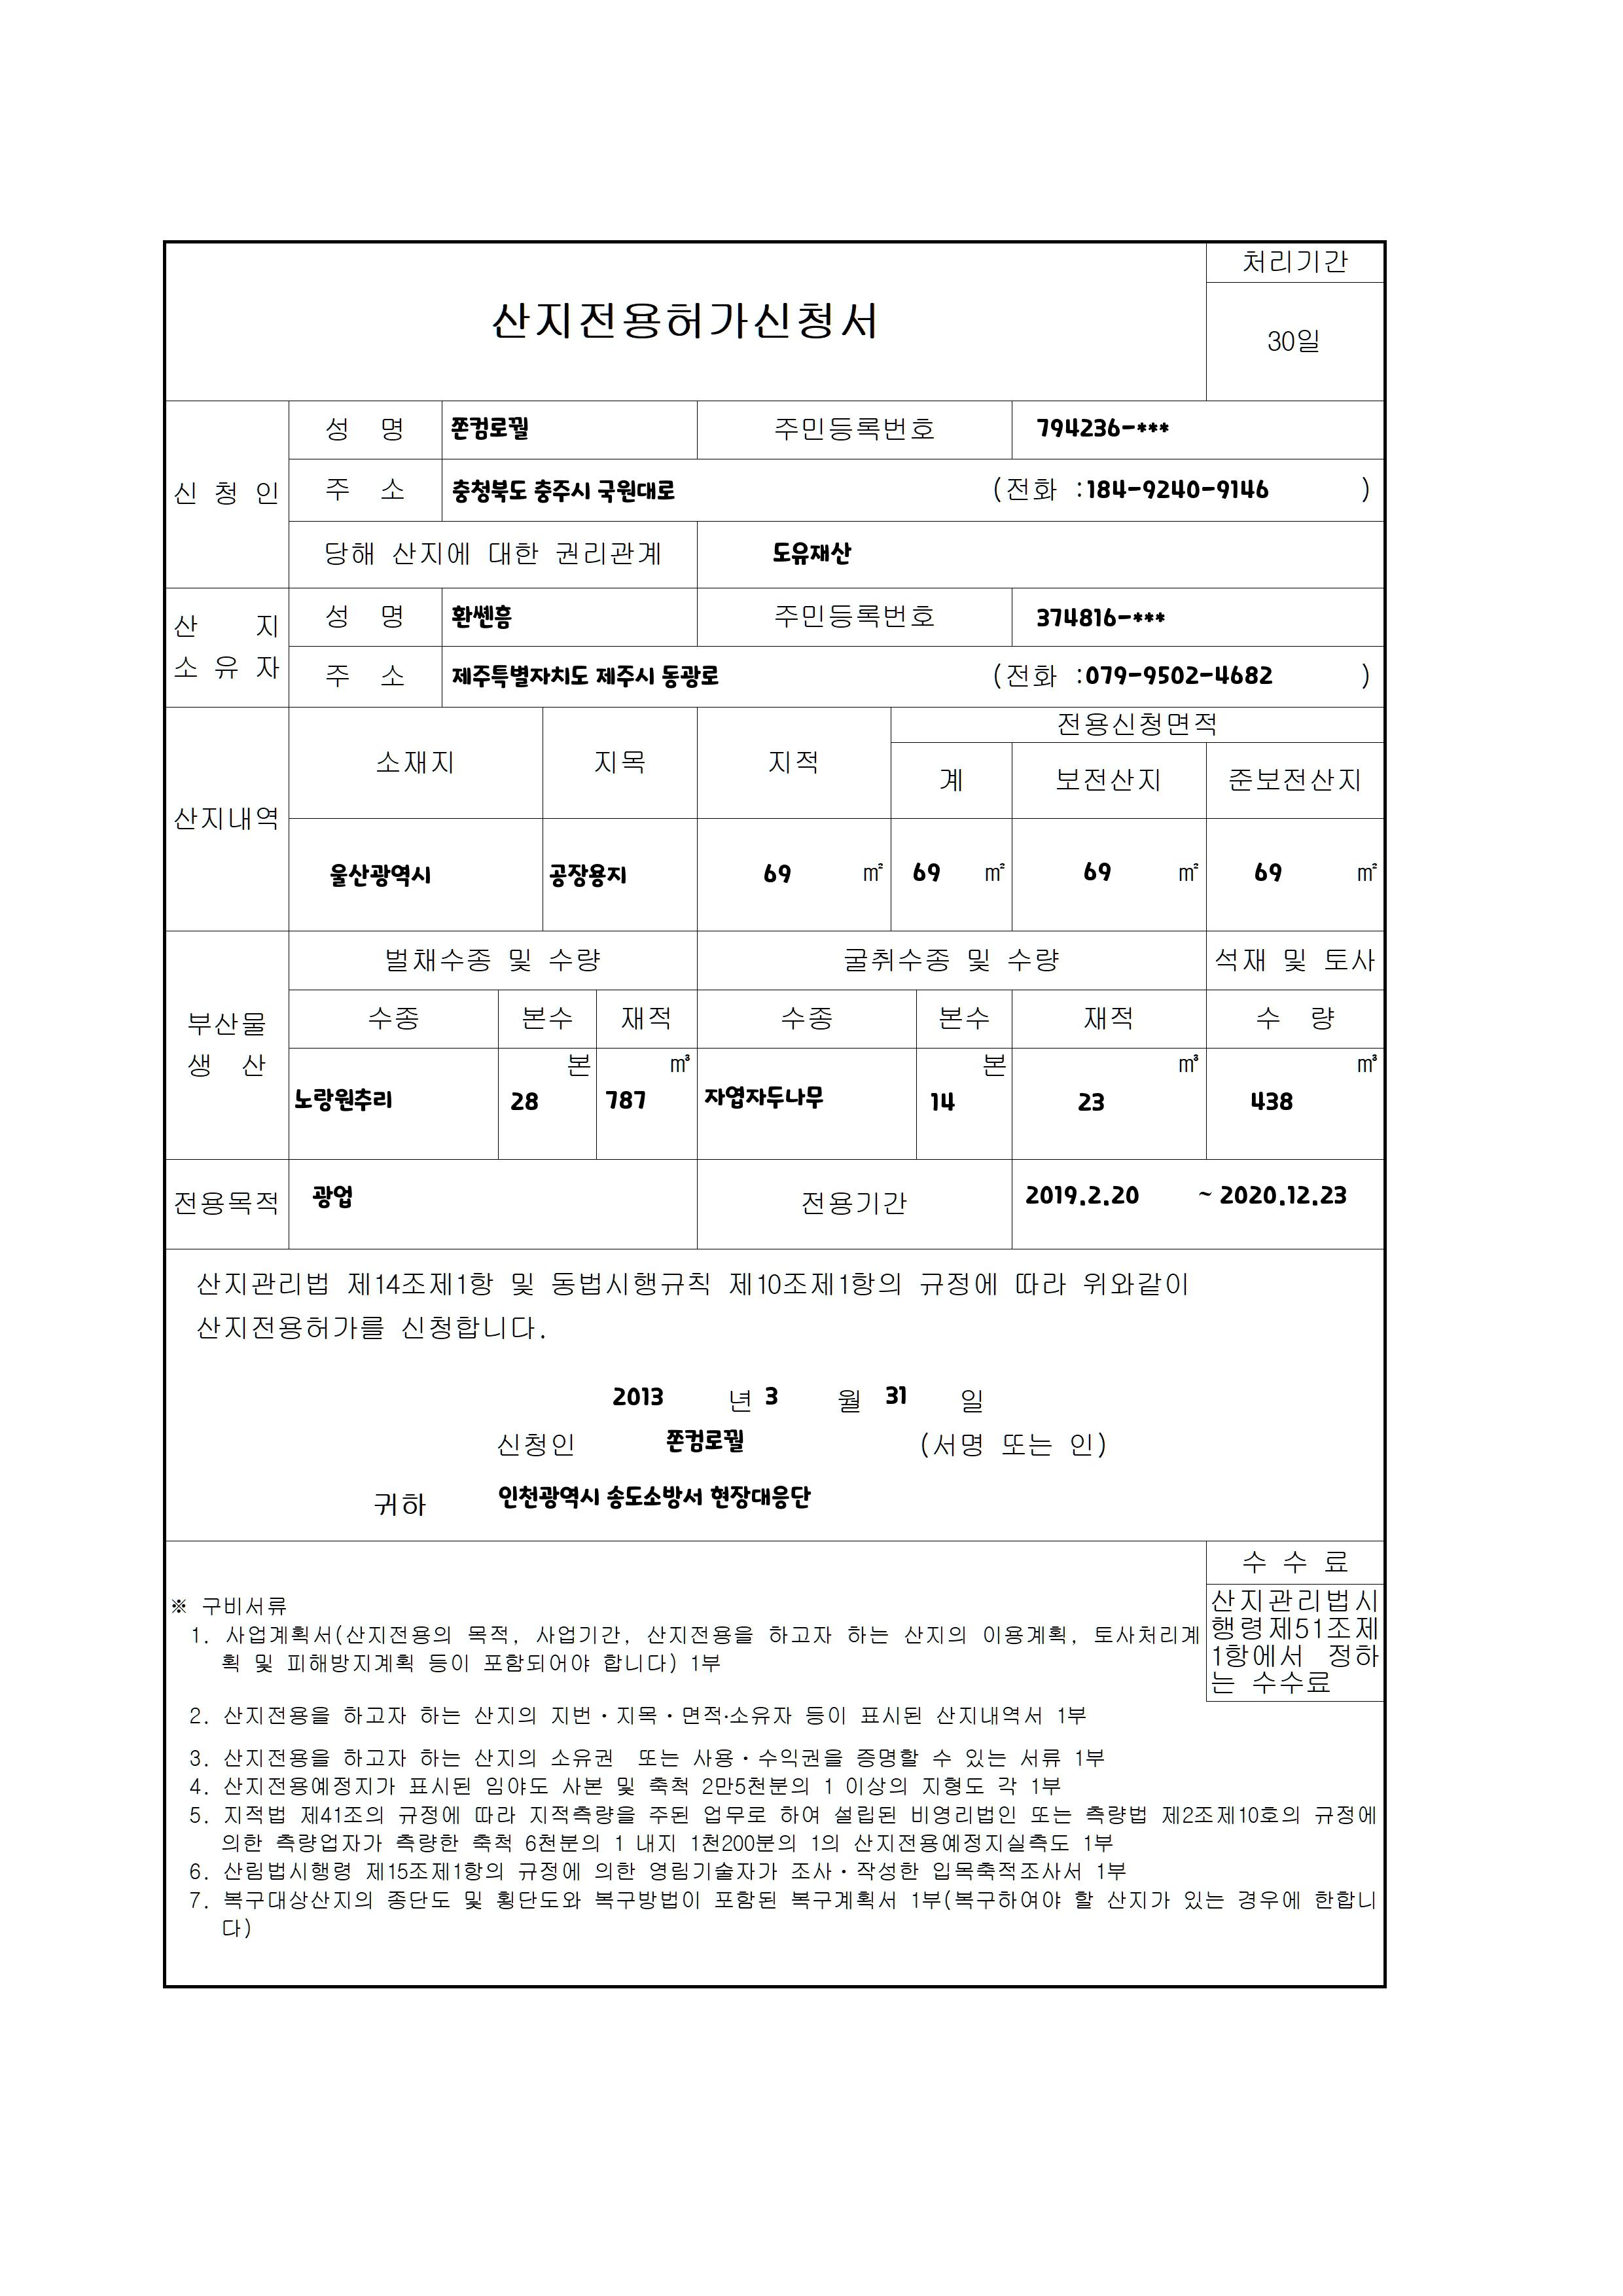 처리기간
산지전용허가신청서
30일
신 청 인
성 명 쫀컴로꿜 주민등록번호 794236-***
주 소 충청북도 충주시 국원대로 (전화 :184-9240-9146 )
당해 산지에 대한 권리관계 도유재산
산 지
소 유 자
성 명 환쎈흠 주민등록번호 374816-***
주 소 제주특별자치도 제주시 동광로 (전화 :079-9502-4682 )
산지내역
소재지 지목 지적 전용신청면적
계 보전산지 준보전산지
울산광역시 공장용지 69 ㎡ 69 ㎡ 69 ㎡ 69 ㎡
부산물
생 산
벌채수종 및 수량 굴취수종 및 수량 석재 및 토사
수종 본수 재적 수종 본수 재적 수 량
본 ㎥ 본 ㎥ ㎥
노랑원추리 28 787 자엽자두나무 14 23 438
전용목적 광업 전용기간 2019.2.20 ~ 2020.12.23
산지관리법 제14조제1항 및 동법시행규칙 제10조제1항의 규정에 따라 위와같이
산지전용허가를 신청합니다.
2013 년 3 월 31 일
신청인 쫀컴로꿜 (서명 또는 인)
귀하 인천광역시 송도소방서 현장대응단
수 수 료
산지관리법시
행령제51조제
1항에서 정하
는 수수료
※ 구비서류
1. 사업계획서(산지전용의 목적, 사업기간, 산지전용을 하고자 하는 산지의 이용계획, 토사처리계
획 및 피해방지계획 등이 포함되어야 합니다) 1부
2. 산지전용을 하고자 하는 산지의 지번·지목·면적·소유자 등이 표시된 산지내역서 1부
3. 산지전용을 하고자 하는 산지의 소유권 또는 사용·수익권을 증명할 수 있는 서류 1부
4. 산지전용예정지가 표시된 임야도 사본 및 축척 2만5천분의 1 이상의 지형도 각 1부
5. 지적법 제41조의 규정에 따라 지적측량을 주된 업무로 하여 설립된 비영리법인 또는 측량법 제2조제10호의 규정에
의한 측량업자가 측량한 축척 6천분의 1 내지 1천200분의 1의 산지전용예정지실측도 1부
6. 산림법시행령 제15조제1항의 규정에 의한 영림기술자가 조사·작성한 입목축적조사서 1부
7. 복구대상산지의 종단도 및 횡단도와 복구방법이 포함된 복구계획서 1부(복구하여야 할 산지가 있는 경우에 한합니
다)